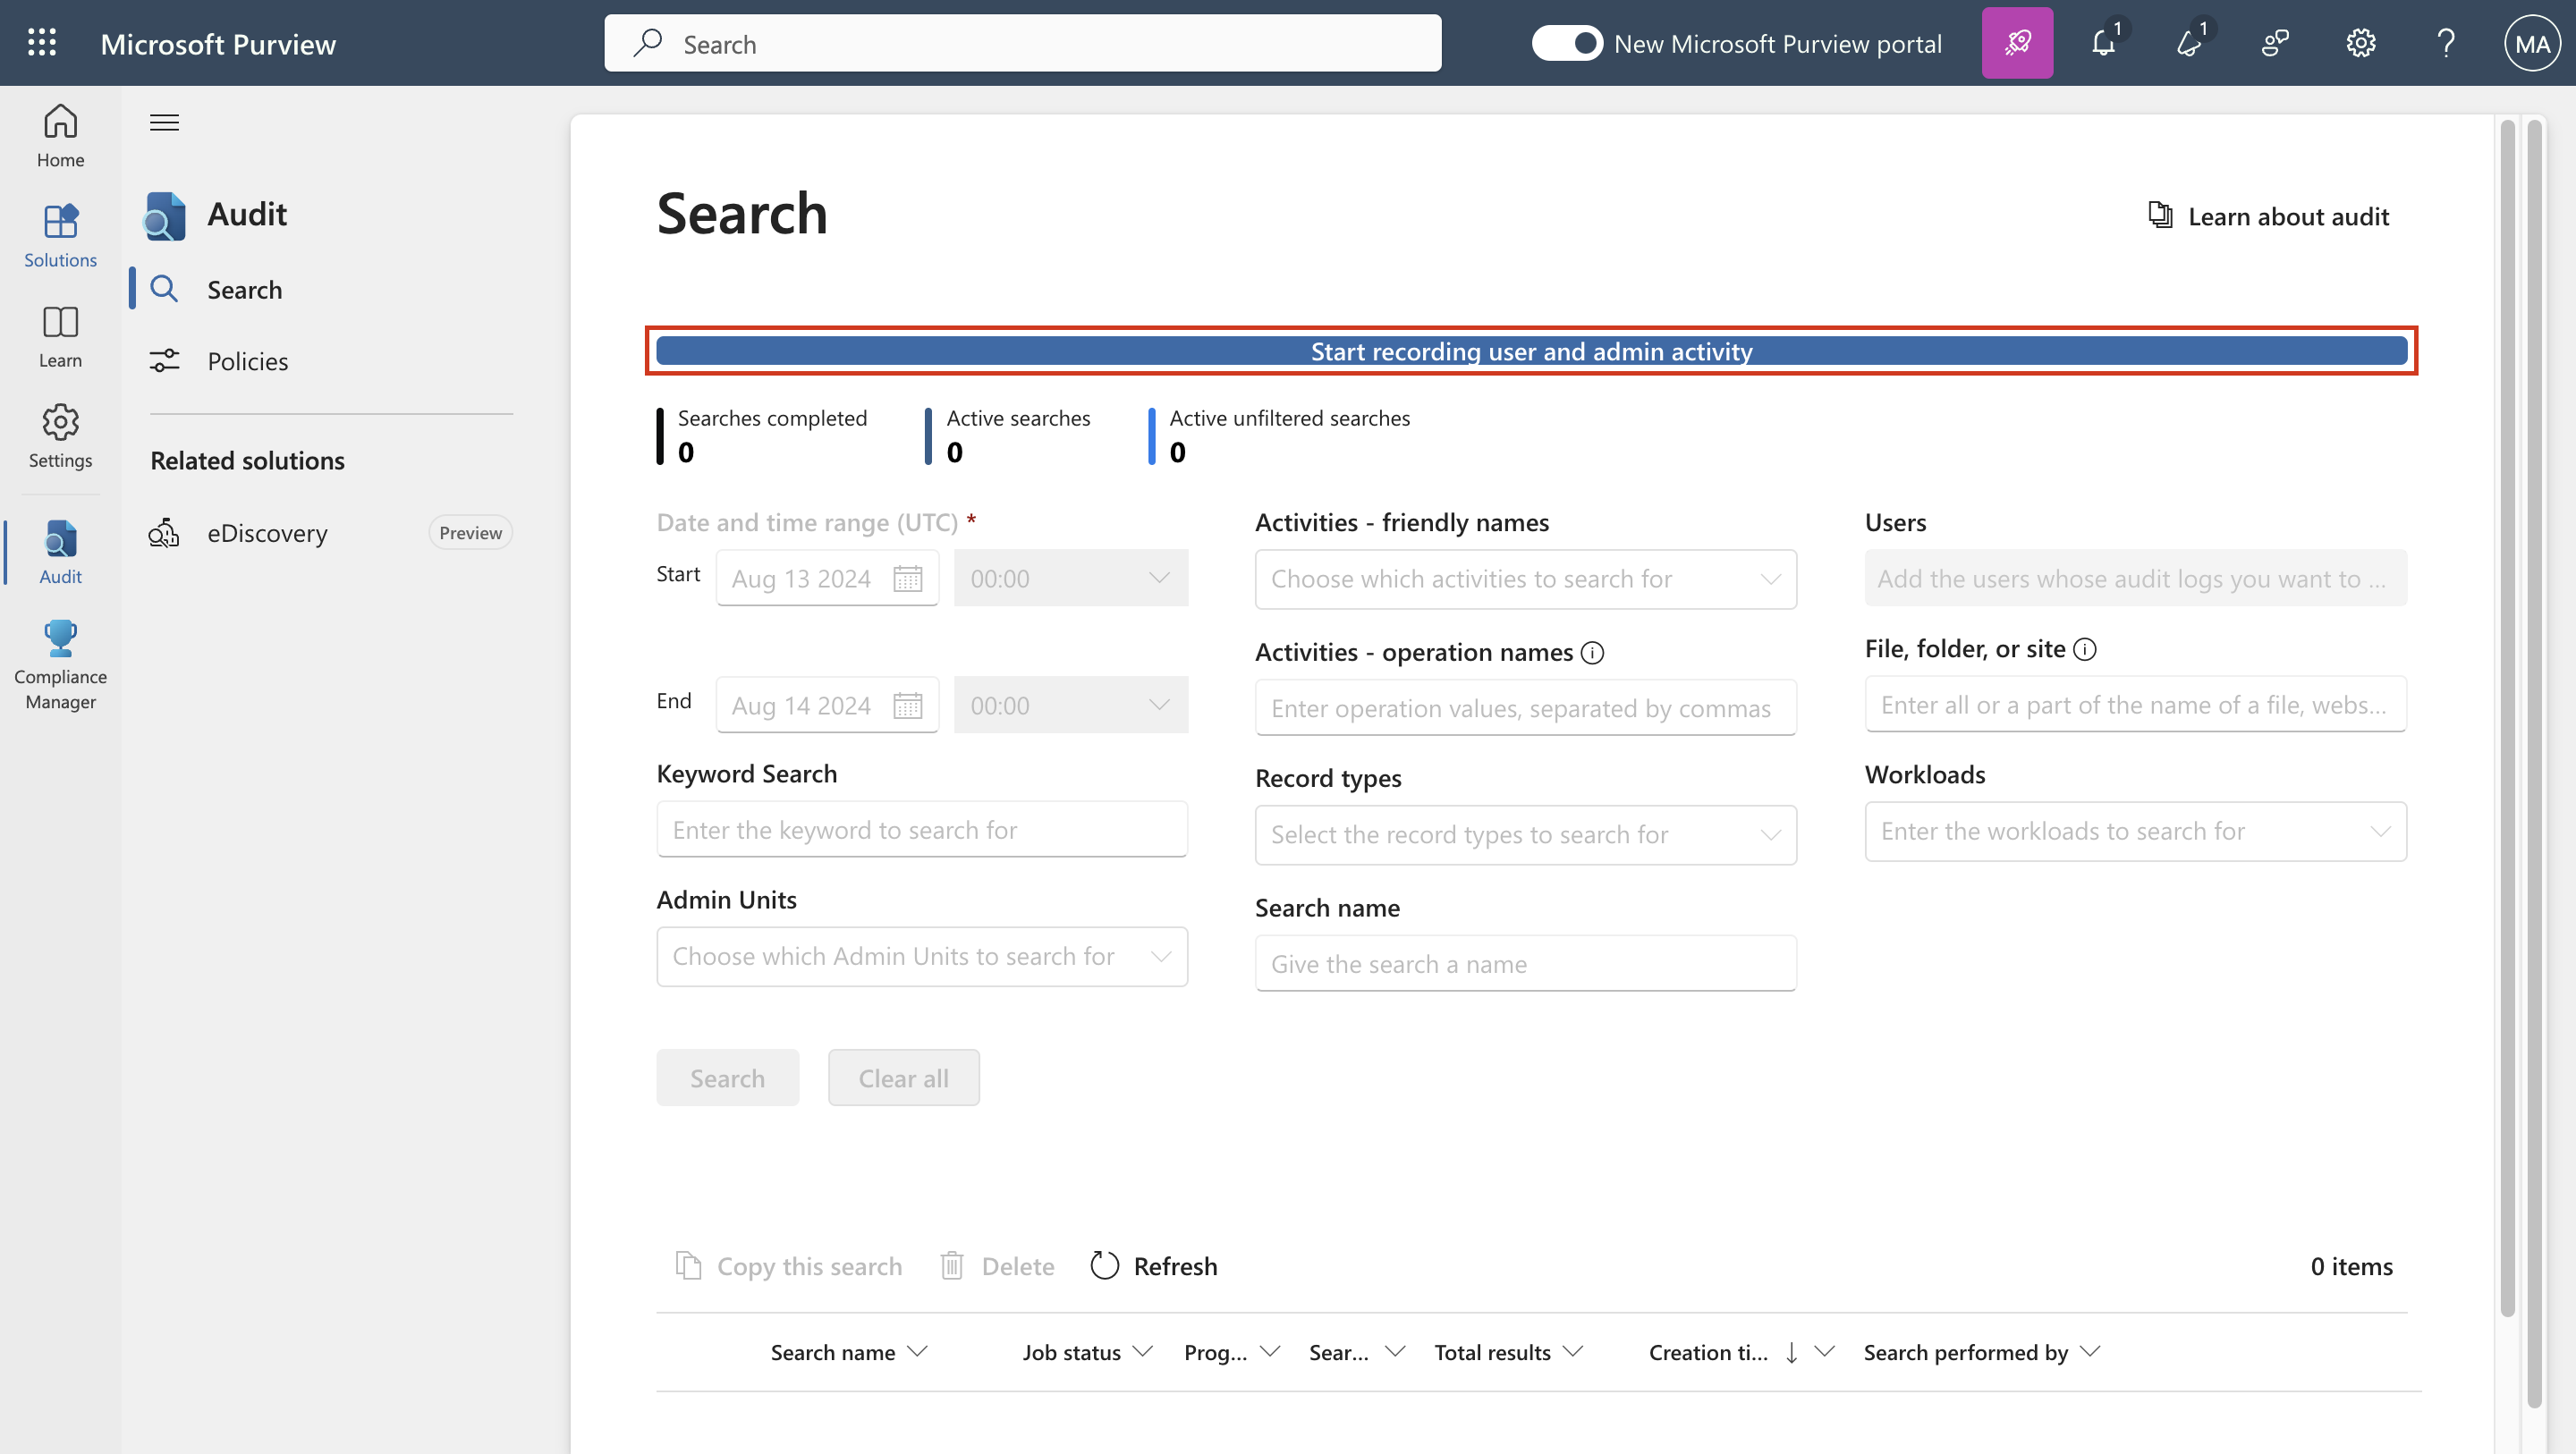 Microsoft Purview
Search
New Microsoft Purview portal
1
1
MA
Home
Solutions
Learn
Settings
Audit
Compliance
Manager
Audit
Search
Policies
Related solutions
eDiscovery
Preview
Search
Learn about audit
Start recording user and admin activity
Searches completed
0
Active searches
0
Active unfiltered searches
0
Date and time range (UTC) *
Start
Aug 13 2024
00:00
End
Aug 14 2024
00:00
Keyword Search
Enter the keyword to search for
Admin Units
Choose which Admin Units to search for
Activities - friendly names
Choose which activities to search for
Activities - operation names
Enter operation values, separated by commas
Record types
Select the record types to search for
Search name
Give the search a name
Users
Add the users whose audit logs you want to ...
File, folder, or site
Enter all or a part of the name of a file, webs...
Workloads
Enter the workloads to search for
Search
Clear all
Copy this search
Delete
Refresh
0 items
Search name
Job status
Prog...
Sear...
Total results
Creation ti...
Search performed by